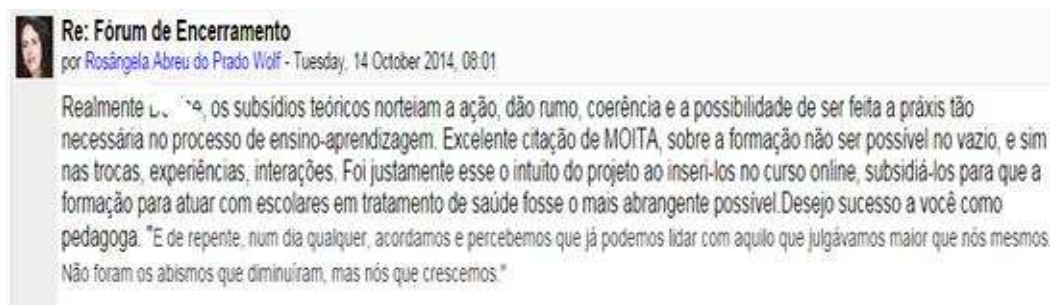 Re: Fórum de Encerramento
por Rosângela Abreu do Prado Wolf - Tuesday, 14 October 2014, 08:01
Realmente os subsídios teóricos norteiam a ação, dão rumo, coerência e a possibilidade de ser feita a práxis tão
necessária no processo de ensino-aprendizagem. Excelente citação de MOITA, sobre a formação não ser possível no vazio, e sim
nas trocas, experiências, interações. Foi justamente esse o intuito do projeto ao inseri-los no curso online, subsidiá-los para que a
formação para atuar com escolares em tratamento de saúde fosse o mais abrangente possível.Desejo sucesso a você como
pedagoga. "E de repente, num dia qualquer, acordamos e percebemos que já podemos lidar com aquilo que julgávamos maior que nós mesmos.
Não foram os abismos que diminuíram, mas nós que crescemos."